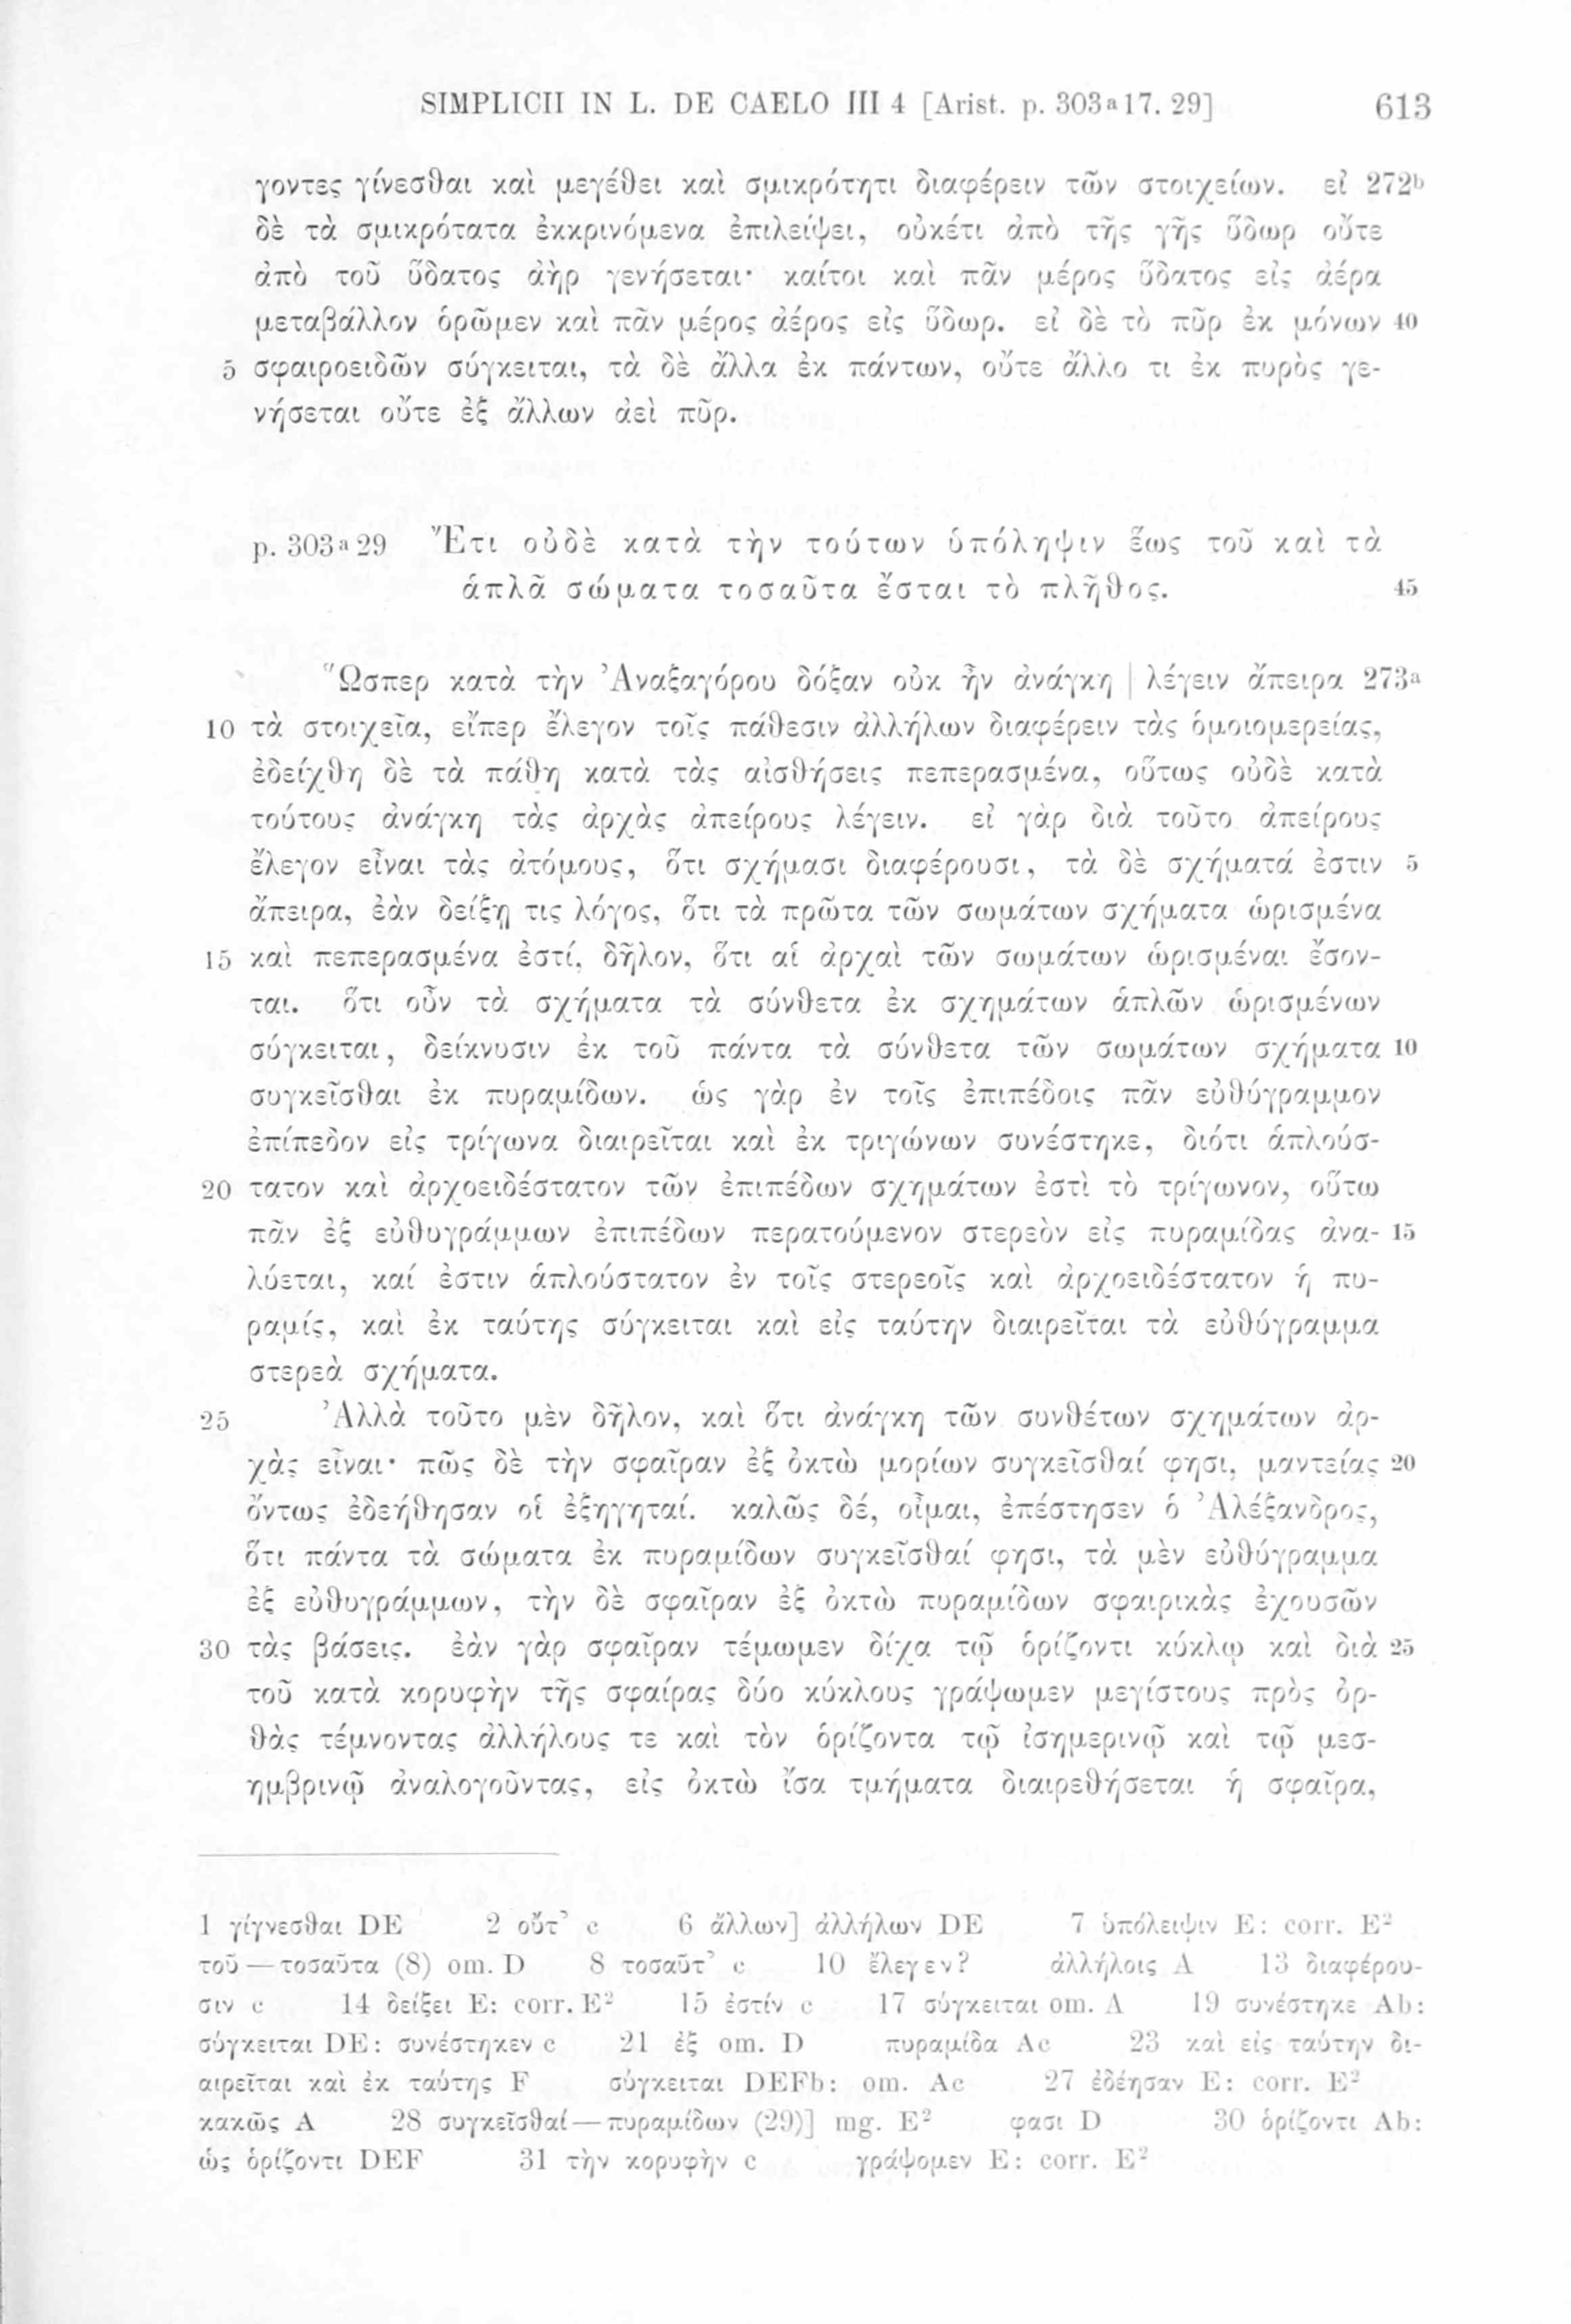 SIMPLICII IN L. DE CAELO III 4 [Arist. p. 303a17. 29] 613
γοντες γίνεσθαι καὶ μεγέθει καὶ σμικρότητι διαφέρειν τῶν στοιχείων. εἰ 272b
δὲ τὰ σμικρότατα ἐκκρινόμενα ἐπιλείψει, οὐκέτι ἀπὸ τῆς γῆς ὕδωρ οὔτε
ἀπὸ τοῦ ὕδατος ἀὴρ γενήσεται· καίτοι καὶ πᾶν μέρος ὕδατος εἰς ἀέρα
μεταβάλλον ὁρῶμεν καὶ πᾶν μέρος ἀέρος εἰς ὕδωρ. εἰ δὲ τὸ πῦρ ἐκ μόνων 40
5 σφαιροειδῶν σύγκειται, τὰ δὲ ἄλλα ἐκ πάντων, οὔτε ἄλλο τι ἐκ πυρὸς γε-
νήσεται οὔτε ἐξ ἄλλων ἀεὶ πῦρ.
p. 303a29 Ἔτι οὐδὲ κατὰ τὴν τούτων ὑπόληψιν ἕως τοῦ καὶ τὰ
ἁπλᾶ σώματα τοσαῦτα ἔσται τὸ πλῆθος. 45
Ὥσπερ κατὰ τὴν Ἀναξαγόρου δόξαν οὐκ ἦν ἀνάγκη | λέγειν ἄπειρα 273a
10 τὰ στοιχεῖα, εἴπερ ἔλεγον τοῖς πάθεσιν ἀλλήλων διαφέρειν τὰς ὁμοιομερείας,
ἐδείχθη δὲ τὰ πάθη κατὰ τὰς αἰσθήσεις πεπερασμένα, οὕτως οὐδὲ κατὰ
τούτους ἀνάγκη τὰς ἀρχὰς ἀπείρους λέγειν. εἰ γὰρ διὰ τοῦτο ἀπείρους
ἔλεγον εἶναι τὰς ἀτόμους, ὅτι σχήμασι διαφέρουσι, τὰ δὲ σχήματά ἐστιν 5
ἄπειρα, ἐὰν δείξῃ τις λόγος, ὅτι τὰ πρῶτα τῶν σωμάτων σχήματα ὡρισμένα
15 καὶ πεπερασμένα ἐστί, δῆλον, ὅτι αἱ ἀρχαὶ τῶν σωμάτων ὡρισμέναι ἔσον-
ται. ὅτι οὖν τὰ σχήματα τὰ σύνθετα ἐκ σχημάτων ἁπλῶν ὡρισμένων
σύγκειται, δείκνυσιν ἐκ τοῦ πάντα τὰ σύνθετα τῶν σωμάτων σχήματα 10
συγκεῖσθαι ἐκ πυραμίδων. ὡς γὰρ ἐν τοῖς ἐπιπέδοις πᾶν εὐθύγραμμον
ἐπίπεδον εἰς τρίγωνα διαιρεῖται καὶ ἐκ τριγώνων συνέστηκε, διότι ἁπλούσ-
20 τατον καὶ ἀρχοειδέστατον τῶν ἐπιπέδων σχημάτων ἐστὶ τὸ τρίγωνον, οὕτω
πᾶν ἐξ εὐθυγράμμων ἐπιπέδων περατούμενον στερεὸν εἰς πυραμίδας ἀνα- 15
λύεται, καί ἐστιν ἁπλούστατον ἐν τοῖς στερεοῖς καὶ ἀρχοειδέστατον ἡ πυ-
ραμίς, καὶ ἐκ ταύτης σύγκειται καὶ εἰς ταύτην διαιρεῖται τὰ εὐθύγραμμα
στερεὰ σχήματα.
25 Ἀλλὰ τοῦτο μὲν δῆλον, καὶ ὅτι ἀνάγκη τῶν συνθέτων σχημάτων ἀρ-
χὰς εἶναι· πῶς δὲ τὴν σφαῖραν ἐξ ὀκτὼ μορίων συγκεῖσθαί φησι, μαντείας 20
ὄντως ἐδεήθησαν οἱ ἐξηγηταί. καλῶς δέ, οἶμαι, ἐπέστησεν ὁ Ἀλέξανδρος,
ὅτι πάντα τὰ σώματα ἐκ πυραμίδων συγκεῖσθαί φησι, τὰ μὲν εὐθύγραμμα
ἐξ εὐθυγράμμων, τὴν δὲ σφαῖραν ἐξ ὀκτὼ πυραμίδων σφαιρικὰς ἐχουσῶν
30 τὰς βάσεις. ἐὰν γὰρ σφαῖραν τέμωμεν δίχα τῷ ὁρίζοντι κύκλῳ καὶ διὰ 25
τοῦ κατὰ κορυφὴν τῆς σφαίρας δύο κύκλους γράψωμεν μεγίστους πρὸς ὀρ-
θὰς τέμνοντας ἀλλήλους τε καὶ τὸν ὁρίζοντα τῷ ἰσημερινῷ καὶ τῷ μεσ-
ημβρινῷ ἀναλογοῦντας, εἰς ὀκτὼ ἴσα τμήματα διαιρεθήσεται ἡ σφαῖρα,
1 γίγνεσθαι DE 2 οὔτ’ c 6 ἄλλων] ἀλλήλων DE 7 ὑπόλειψιν E: corr. E2
τοῦ — τοσαῦτα (8) om. D 8 τοσαῦτ’ c 10 ἔλεγεν? ἀλλήλοις A 13 διαφέρου-
σιν c 14 δείξει E: corr. E2 15 ἐστίν c 17 σύγκειται om. A 19 συνέστηκε Ab:
σύγκειται DE: συνέστηκεν c 21 ἐξ om. D πυραμίδα Ac 23 καὶ εἰς ταύτην δι-
αιρεῖται καὶ ἐκ ταύτης F σύγκειται DEFb: om. Ac 27 ἐδέησαν E: corr. E2
κακῶς A 28 συγκεῖσθαί — πυραμίδων (29)] mg. E2 φασι D 30 ὁρίζοντι Ab:
ὡς ὁρίζοντι DEF 31 τὴν κορυφὴν c γράψομεν E: corr. E2